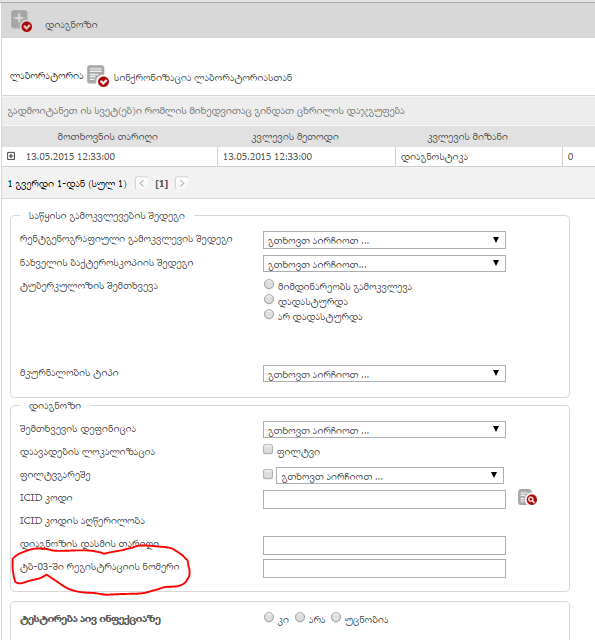 დიაგნოზი
ლაბორატორია სინქრონიზაცია ლაბორატორიასთან
გადმოიტანეთ ის სვეტ(ებ)ი რომლის მიხედვითაც გინდათ ცხრილის დაჯგუფება
მოთხოვნის თარიღი კვლევის მეთოდი კვლევის მიზანი
13.05.2015 12:33:00 13.05.2015 12:33:00 დიაგნოსტიკა 0
1 გვერდი 1-დან (სულ 1) [1]
საწყისი გამოკვლევების შედეგი
რენტგენოგრაფიული გამოკვლევის შედეგი გთხოვთ აირჩიოთ ...
ნახველის ბაქტეროსკოპიის შედეგი გთხოვთ აირჩიოთ...
ტუბერკულოზის შემთხვევა მიმდინარეობს გამოკვლევა
დადასტურდა
არ დადასტურდა
მკურნალობის ტიპი გთხოვთ აირჩიოთ ...
დიაგნოზი
შემთხვევის დეფინიცია გთხოვთ აირჩიოთ ...
დაავადების ლოკალიზაცია ფილტვი
ფილტვგარეშე გთხოვთ აირჩიოთ ...
ICID კოდი
ICID კოდის აღწერილობა
დიაგნოზის დასმის თარიღი
ტბ-03-ში რეგისტრაციის ნომერი
ტესტირება აივ ინფექციაზე კი არა უცნობია